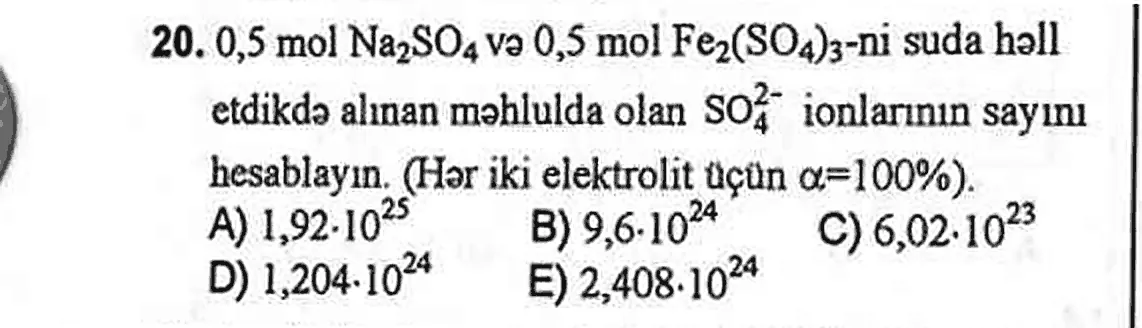 20. 0,5 mol Na₂SO₄ və 0,5 mol Fe₂(SO₄)₃-ni suda həll
etdikdə alınan məhlulda olan SO₄²⁻ ionlarının sayını
hesablayın. (Hər iki elektrolit üçün α=100%).
A) 1,92·10²⁵ B) 9,6·10²⁴ C) 6,02·10²³
D) 1,204·10²⁴ E) 2,408·10²⁴